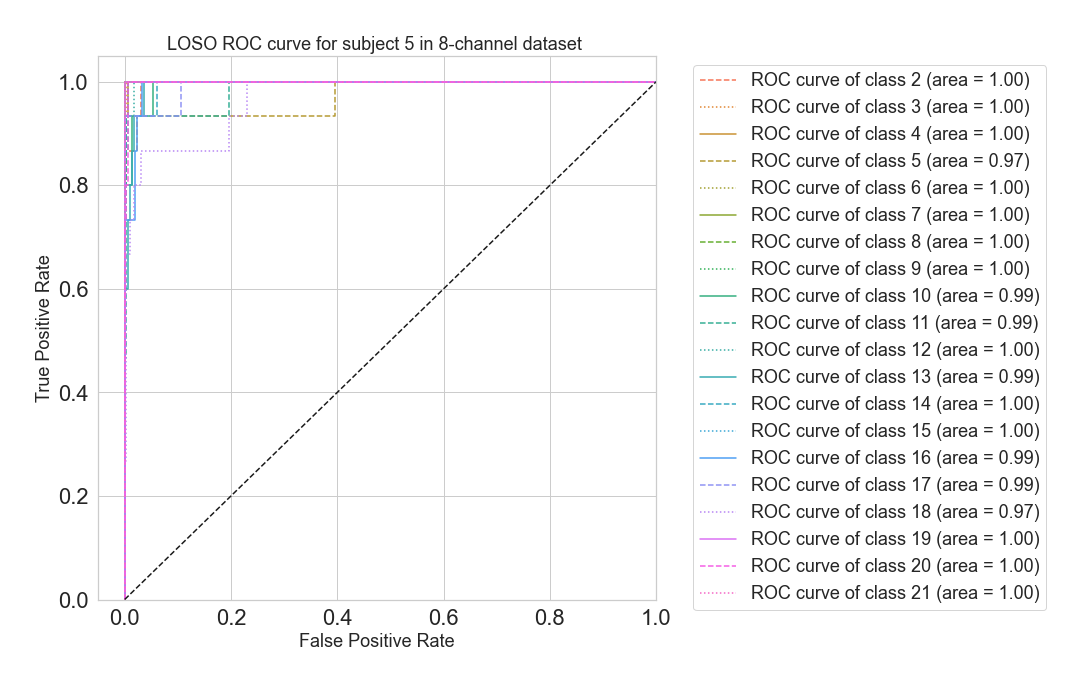 LOSO ROC curve for subject 5 in 8-channel dataset
1.0
0.8
0.6
0.4
0.2
0.0
True Positive Rate
0.0 0.2 0.4 0.6 0.8 1.0
False Positive Rate
ROC curve of class 2 (area = 1.00)
ROC curve of class 3 (area = 1.00)
ROC curve of class 4 (area = 1.00)
ROC curve of class 5 (area = 0.97)
ROC curve of class 6 (area = 1.00)
ROC curve of class 7 (area = 1.00)
ROC curve of class 8 (area = 1.00)
ROC curve of class 9 (area = 1.00)
ROC curve of class 10 (area = 0.99)
ROC curve of class 11 (area = 0.99)
ROC curve of class 12 (area = 1.00)
ROC curve of class 13 (area = 0.99)
ROC curve of class 14 (area = 1.00)
ROC curve of class 15 (area = 1.00)
ROC curve of class 16 (area = 0.99)
ROC curve of class 17 (area = 0.99)
ROC curve of class 18 (area = 0.97)
ROC curve of class 19 (area = 1.00)
ROC curve of class 20 (area = 1.00)
ROC curve of class 21 (area = 1.00)